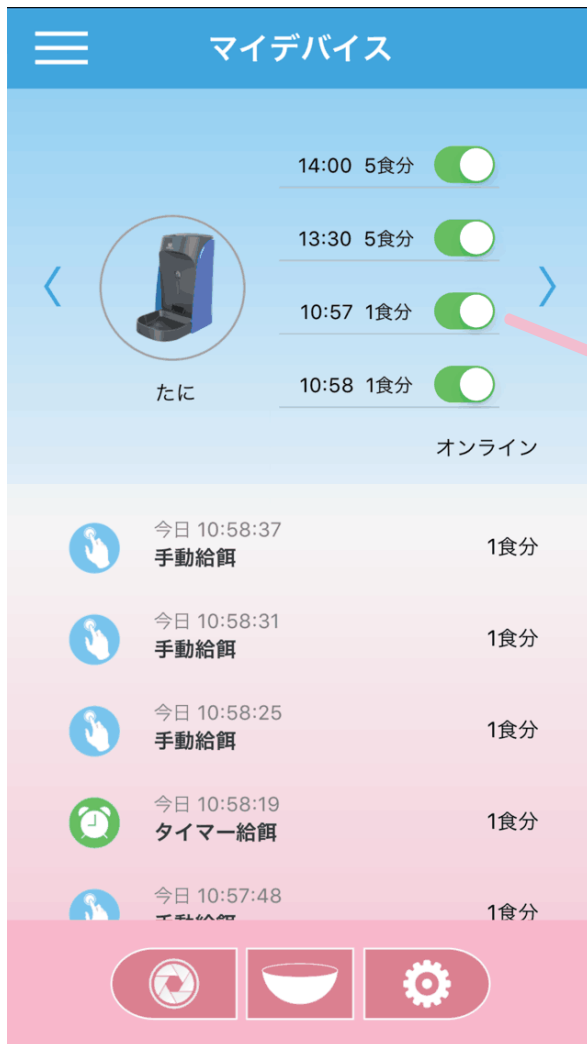 マイデバイス
14:00 5食分
13:30 5食分
10:57 1食分
10:58 1食分
たに
オンライン
今日 10:58:37
手動給餌
1食分
今日 10:58:31
手動給餌
1食分
今日 10:58:25
手動給餌
1食分
今日 10:58:19
タイマー給餌
1食分
今日 10:57:48
手動給餌
1食分